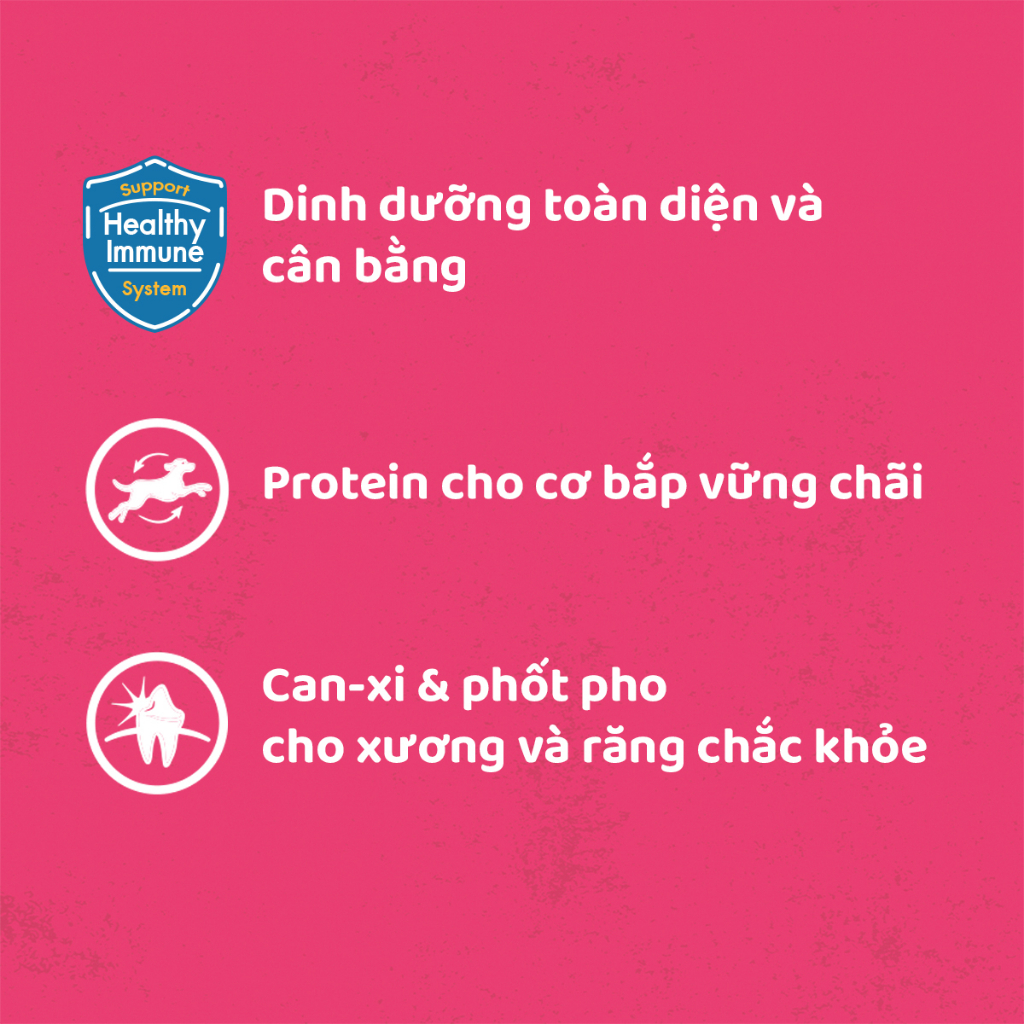 Support
Healthy
Immune
System
Dinh dưỡng toàn diện và
cân bằng
Protein cho cơ bắp vững chãi
Can-xi & phốt pho
cho xương và răng chắc khỏe